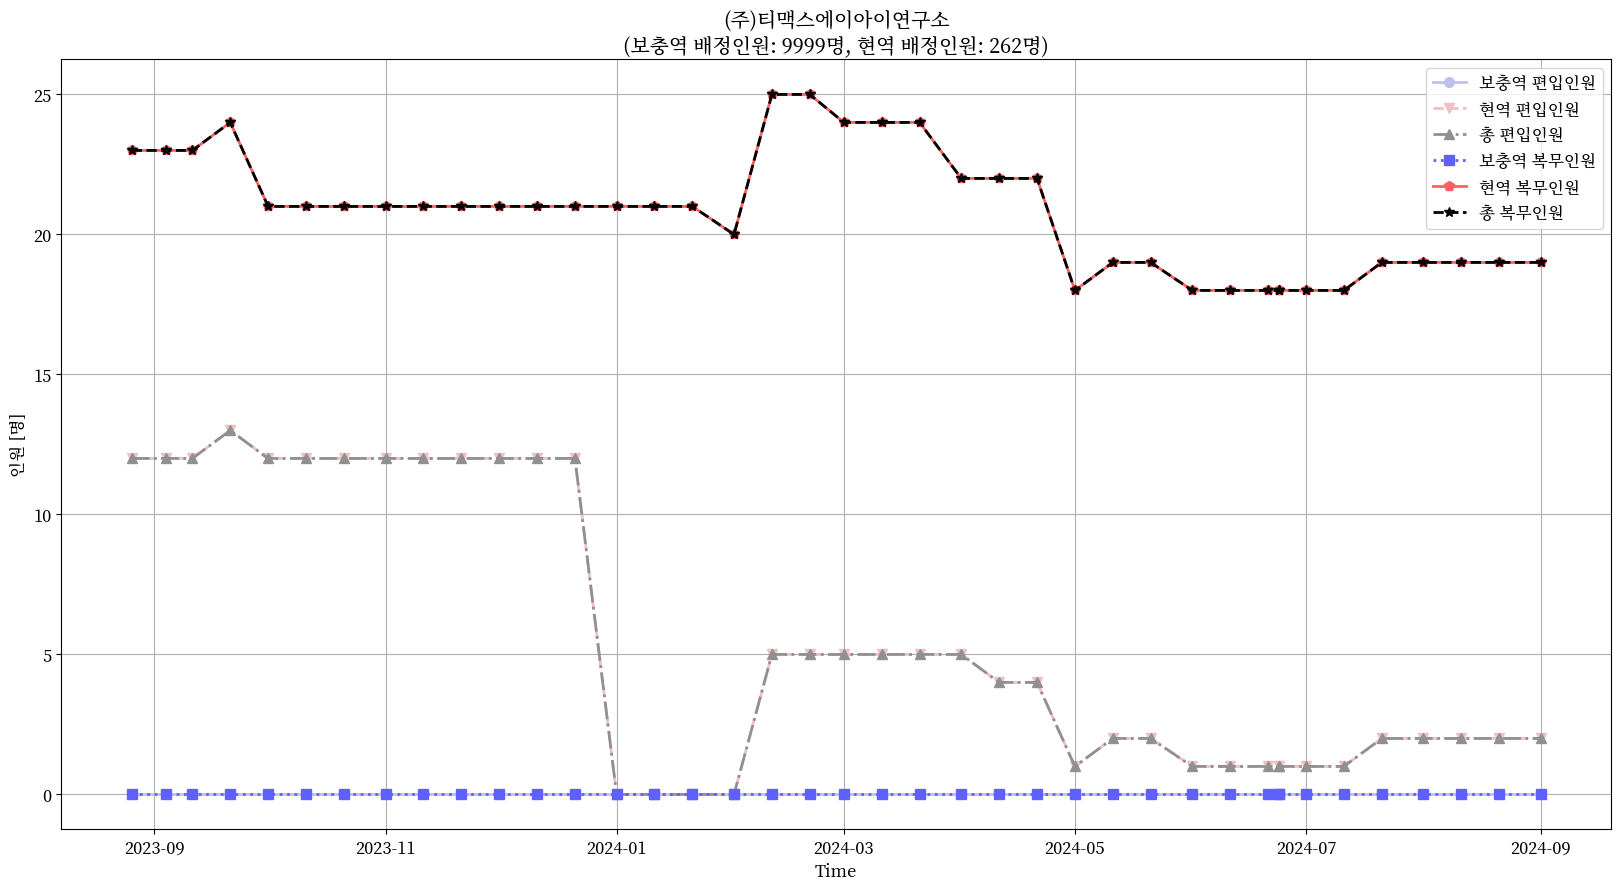 (주)티맥스에이아이연구소
(보충역 배정인원: 9999명, 현역 배정인원: 262명)
25
20
15
10
5
0
인원 [명]
보충역 편입인원
현역 편입인원
총 편입인원
보충역 복무인원
현역 복무인원
총 복무인원
2023-09
2023-11
2024-01
2024-03
2024-05
2024-07
2024-09
Time